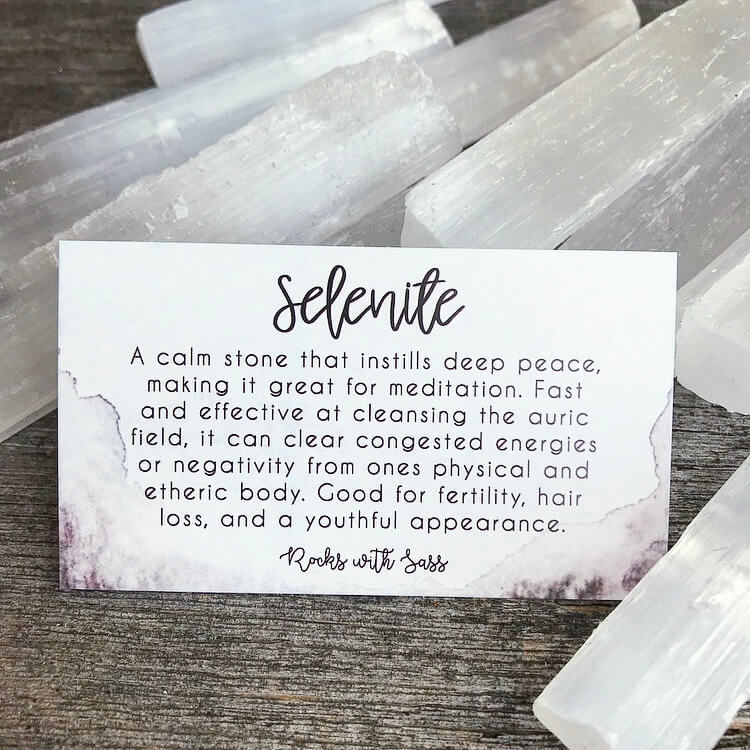 Selenite
A calm stone that instills deep peace,
making it great for meditation. Fast
and effective at cleansing the auric
field, it can clear congested energies
or negativity from ones physical and
etheric body. Good for fertility, hair
loss, and a youthful appearance.
Rocks with Sass